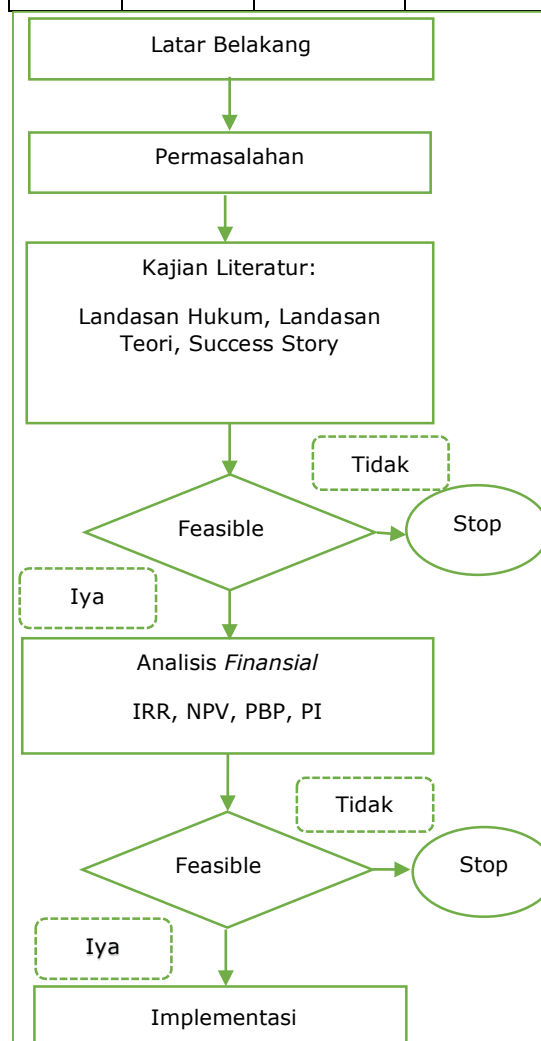 Latar Belakang
Permasalahan
Kajian Literatur:
Landasan Hukum, Landasan
Teori, Success Story
Tidak
Feasible
Stop
Iya
Analisis Finansial
IRR, NPV, PBP, PI
Tidak
Feasible
Stop
Iya
Implementasi